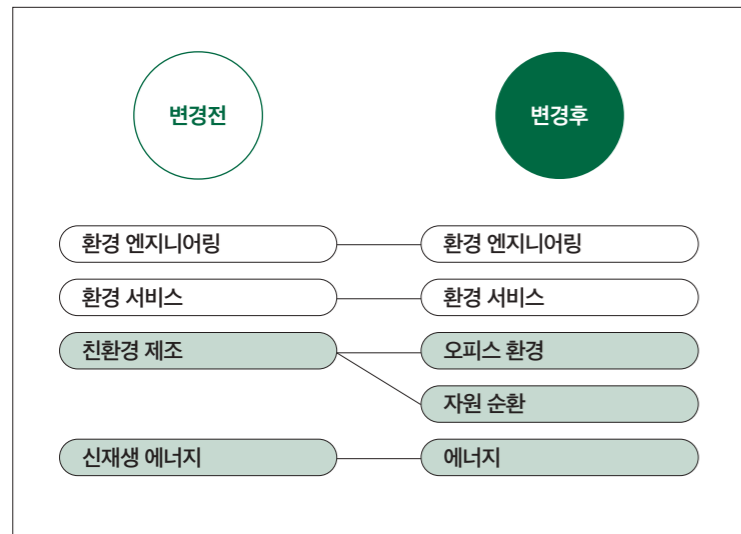 변경전
변경후
환경 엔지니어링
환경 엔지니어링
환경 서비스
환경 서비스
친환경 제조
오피스 환경
자원 순환
신재생 에너지
에너지